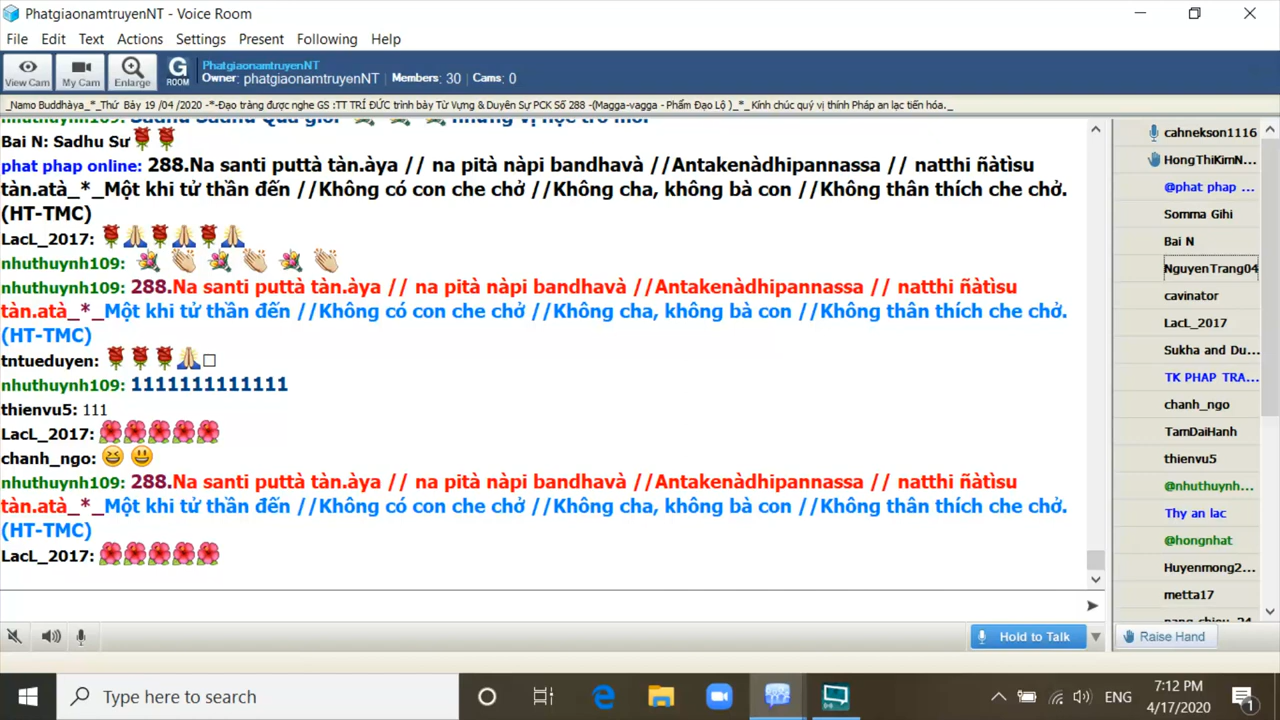 PhatgiaonamtruyenNT - Voice Room
File Edit Text Actions Settings Present Following Help
View Cam My Cam Enlarge G ROOM
PhatgiaonamtruyenNT
Owner: phatgiaonamtruyenNT Members: 30 Cams: 0
_Namo Buddhàya_*_Thứ Bảy 19 /04 /2020 -*-Đạo tràng được nghe GS :TT TRÍ ĐỨC trình bày Từ Vựng & Duyên Sự PCK Số 288 -(Magga-vagga - Phẩm Đạo Lộ )_*_ Kính chúc quý vị thính Pháp an lạc tiến hóa._
nhuthuynh109: Sadhu Sadhu Quá giỏi những vị học trò mới
Bai N: Sadhu Sư
phat phap online: 288.Na santi puttà tàn.àya // na pità nàpi bandhavà //Antakenàdhipannassa // natthi ñàtìsu
tàn.atà_*_Một khi tử thần đến //Không có con che chở //Không cha, không bà con //Không thân thích che chở.
(HT-TMC)
LacL_2017:
nhuthuynh109:
nhuthuynh109: 288.Na santi puttà tàn.àya // na pità nàpi bandhavà //Antakenàdhipannassa // natthi ñàtìsu
tàn.atà_*_Một khi tử thần đến //Không có con che chở //Không cha, không bà con //Không thân thích che chở.
(HT-TMC)
tntueduyen:
nhuthuynh109: 1111111111111
thienvu5: 111
LacL_2017:
chanh_ngo:
nhuthuynh109: 288.Na santi puttà tàn.àya // na pità nàpi bandhavà //Antakenàdhipannassa // natthi ñàtìsu
tàn.atà_*_Một khi tử thần đến //Không có con che chở //Không cha, không bà con //Không thân thích che chở.
(HT-TMC)
LacL_2017:
cahnekson1116
HongThiKimN...
@phat phap ...
Somma Gihi
Bai N
NguyenTrang04
cavinator
LacL_2017
Sukha and Du...
TK PHAP TRA...
chanh_ngo
TamDaiHanh
thienvu5
@nhuthuynh...
Thy an lac
@hongnhat
Huyenmong2...
metta17
Hold to Talk
Raise Hand
Type here to search
ENG
7:12 PM
4/17/2020
1